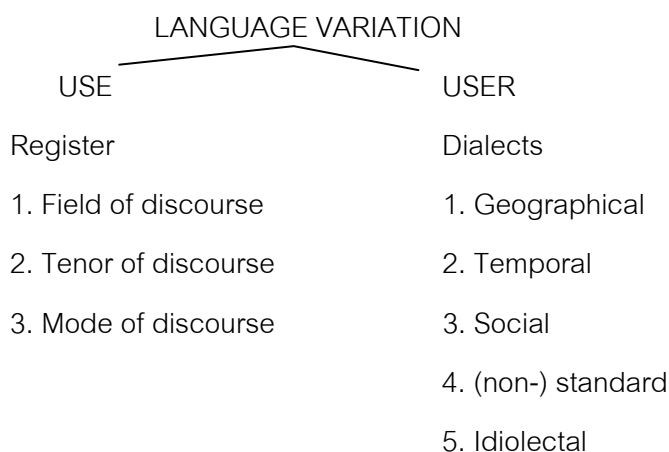 LANGUAGE VARIATION
USE USER
Register Dialects
1. Field of discourse 1. Geographical
2. Tenor of discourse 2. Temporal
3. Mode of discourse 3. Social
4. (non-) standard
5. Idiolectal